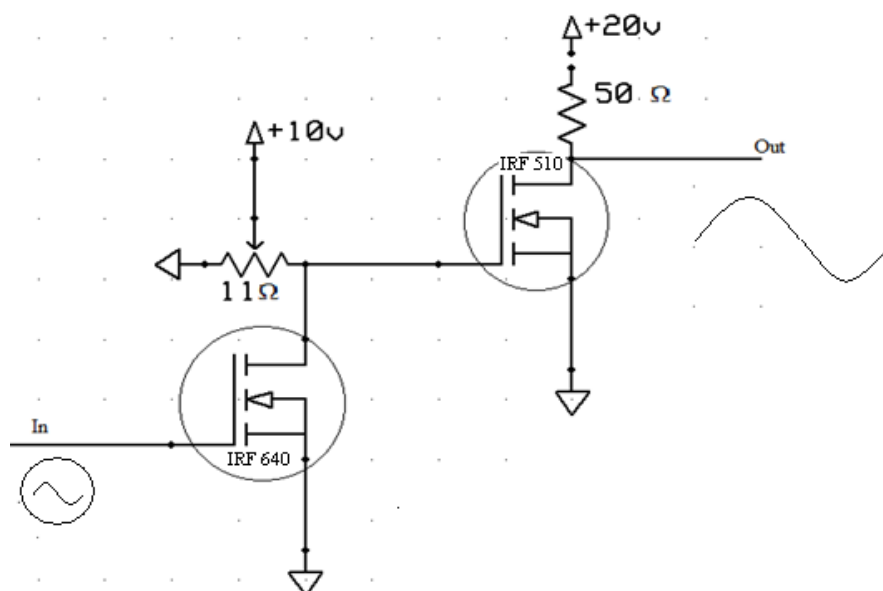 +20v
50 Ω
Out
IRF 510
+10v
11Ω
In
IRF 640